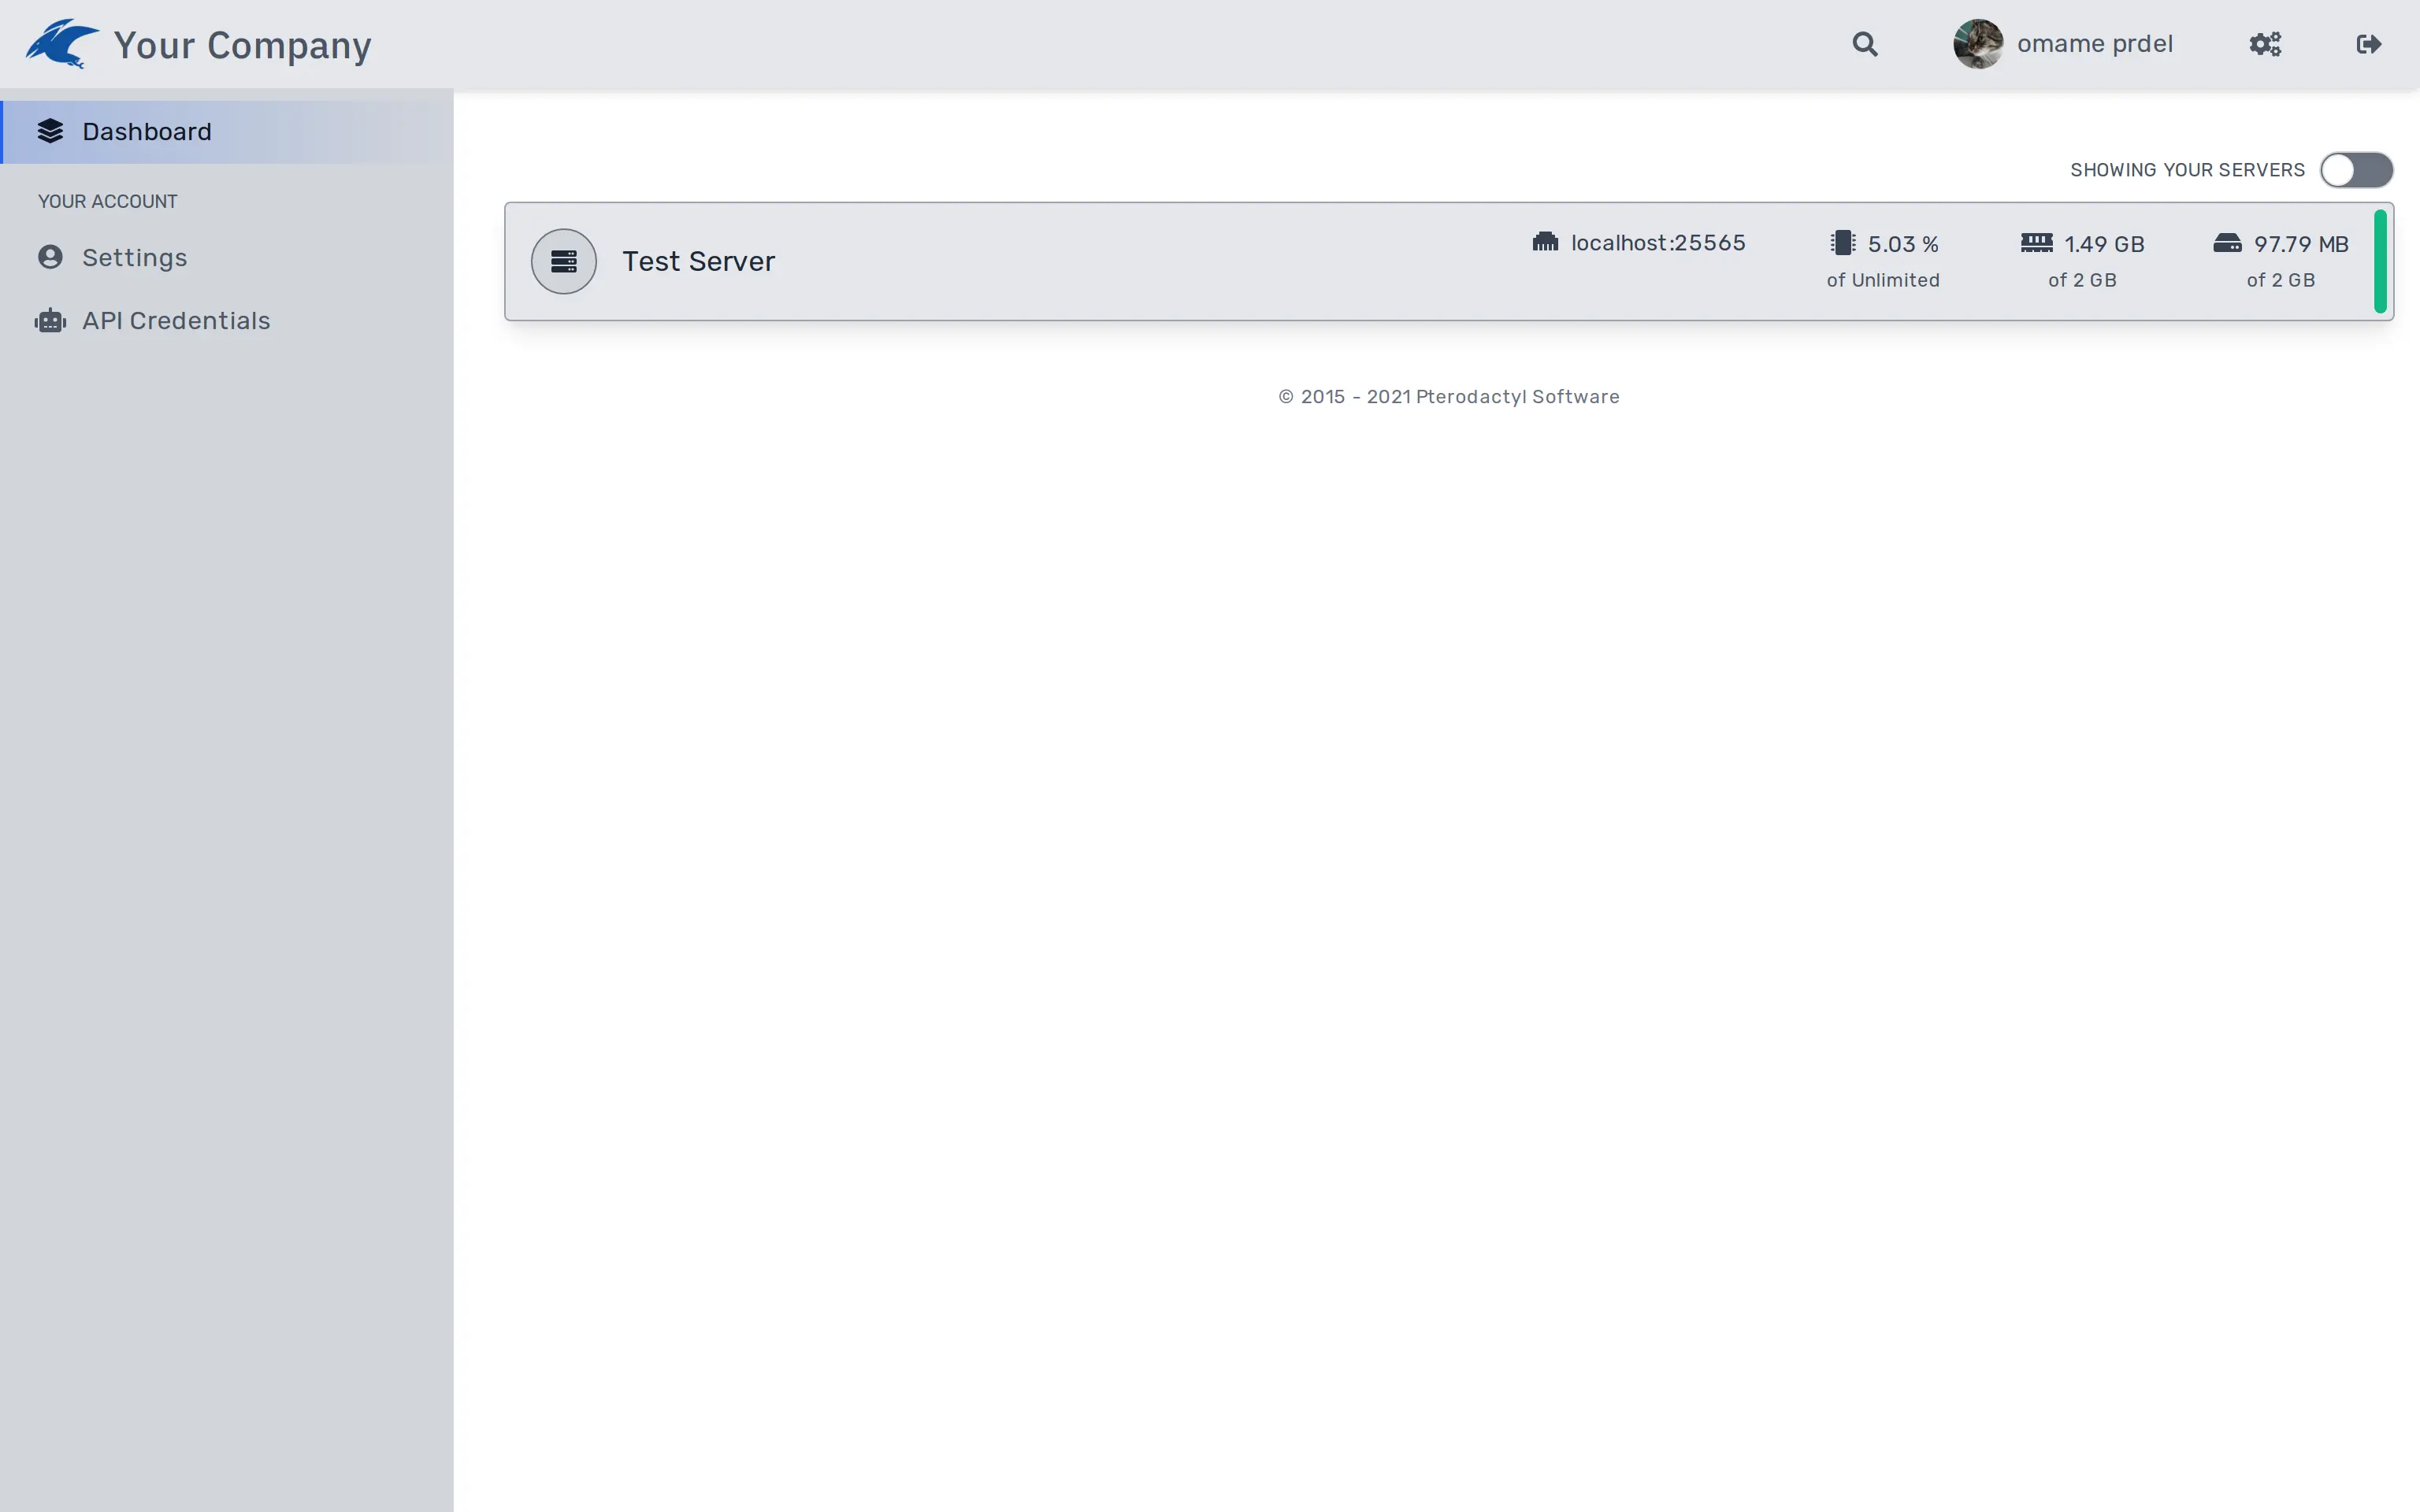 Your Company
omame prdel
Dashboard
YOUR ACCOUNT
Settings
API Credentials
SHOWING YOUR SERVERS
Test Server
localhost:25565
5.03 %
of Unlimited
1.49 GB
of 2 GB
97.79 MB
of 2 GB
© 2015 - 2021 Pterodactyl Software